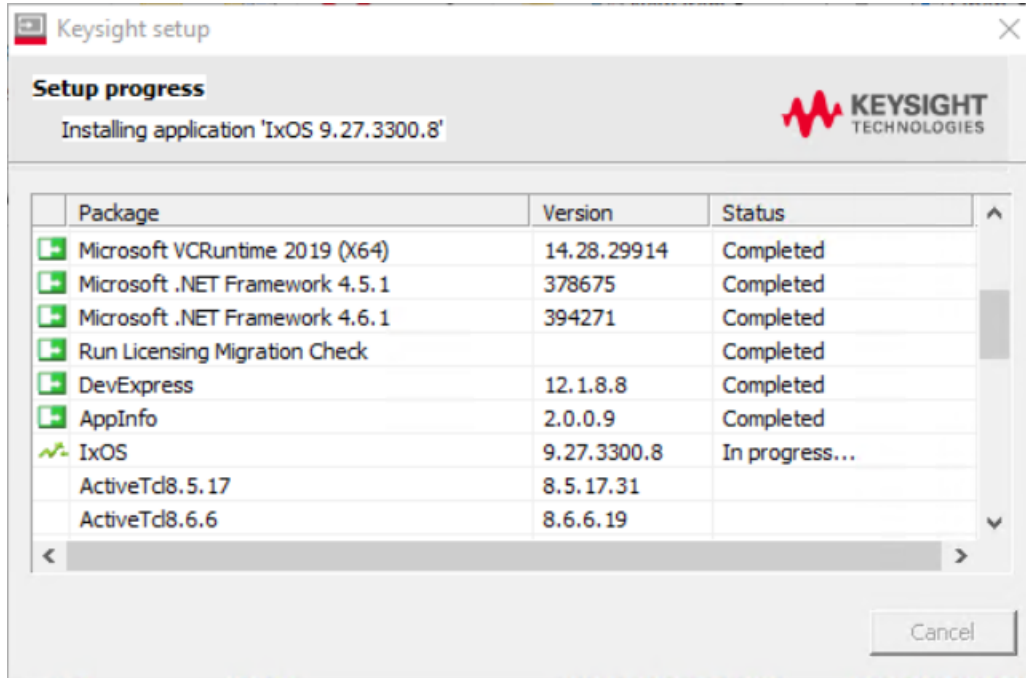 Keysight setup
Setup progress
Installing application 'IxOS 9.27.3300.8'
KEYSIGHT
TECHNOLOGIES
Package Version Status
Microsoft VCRuntime 2019 (X64) 14.28.29914 Completed
Microsoft .NET Framework 4.5.1 378675 Completed
Microsoft .NET Framework 4.6.1 394271 Completed
Run Licensing Migration Check Completed
DevExpress 12.1.8.8 Completed
AppInfo 2.0.0.9 Completed
IxOS 9.27.3300.8 In progress...
ActiveTcl8.5.17 8.5.17.31
ActiveTcl8.6.6 8.6.6.19
Cancel